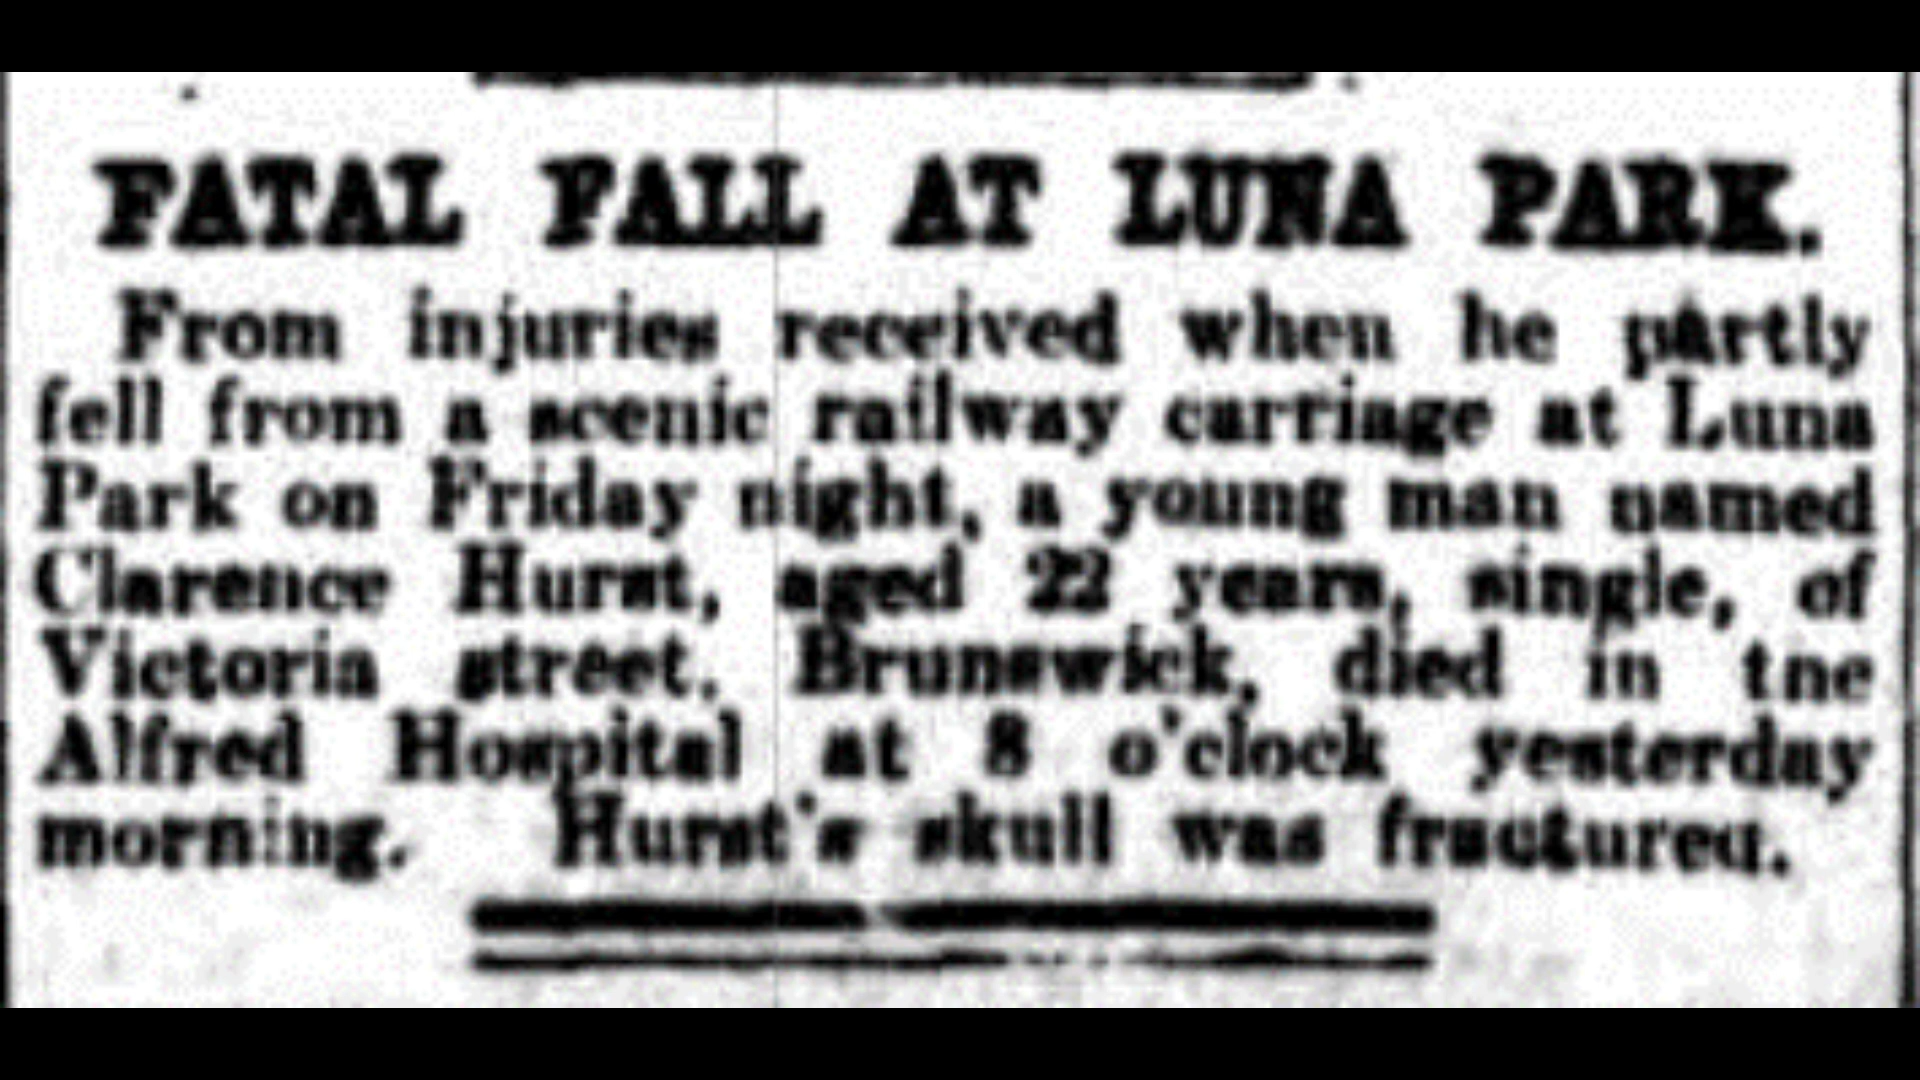 FATAL FALL AT LUNA PARK.
From injuries received when he partly
fell from a scenic railway carriage at Luna
Park on Friday night, a young man named
Clarence Hurst, aged 22 years, single, of
Victoria street, Brunswick, died in tne
Alfred Hospital at 8 o'clock yesterday
morning. Hurst's skull was fractured.